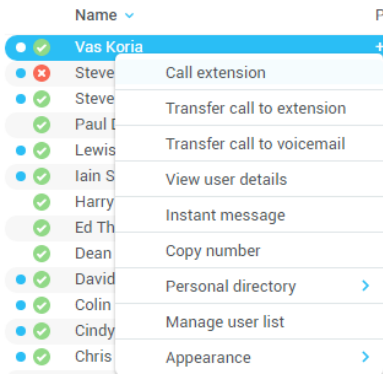 Name
P
Vas Koria
+
Steve
Call extension
Steve
Transfer call to extension
Paul
Transfer call to voicemail
Lewis
Iain S
View user details
Harry
Instant message
Ed Th
Dean
Copy number
David
Personal directory
Colin
Manage user list
Cindy
Chris
Appearance